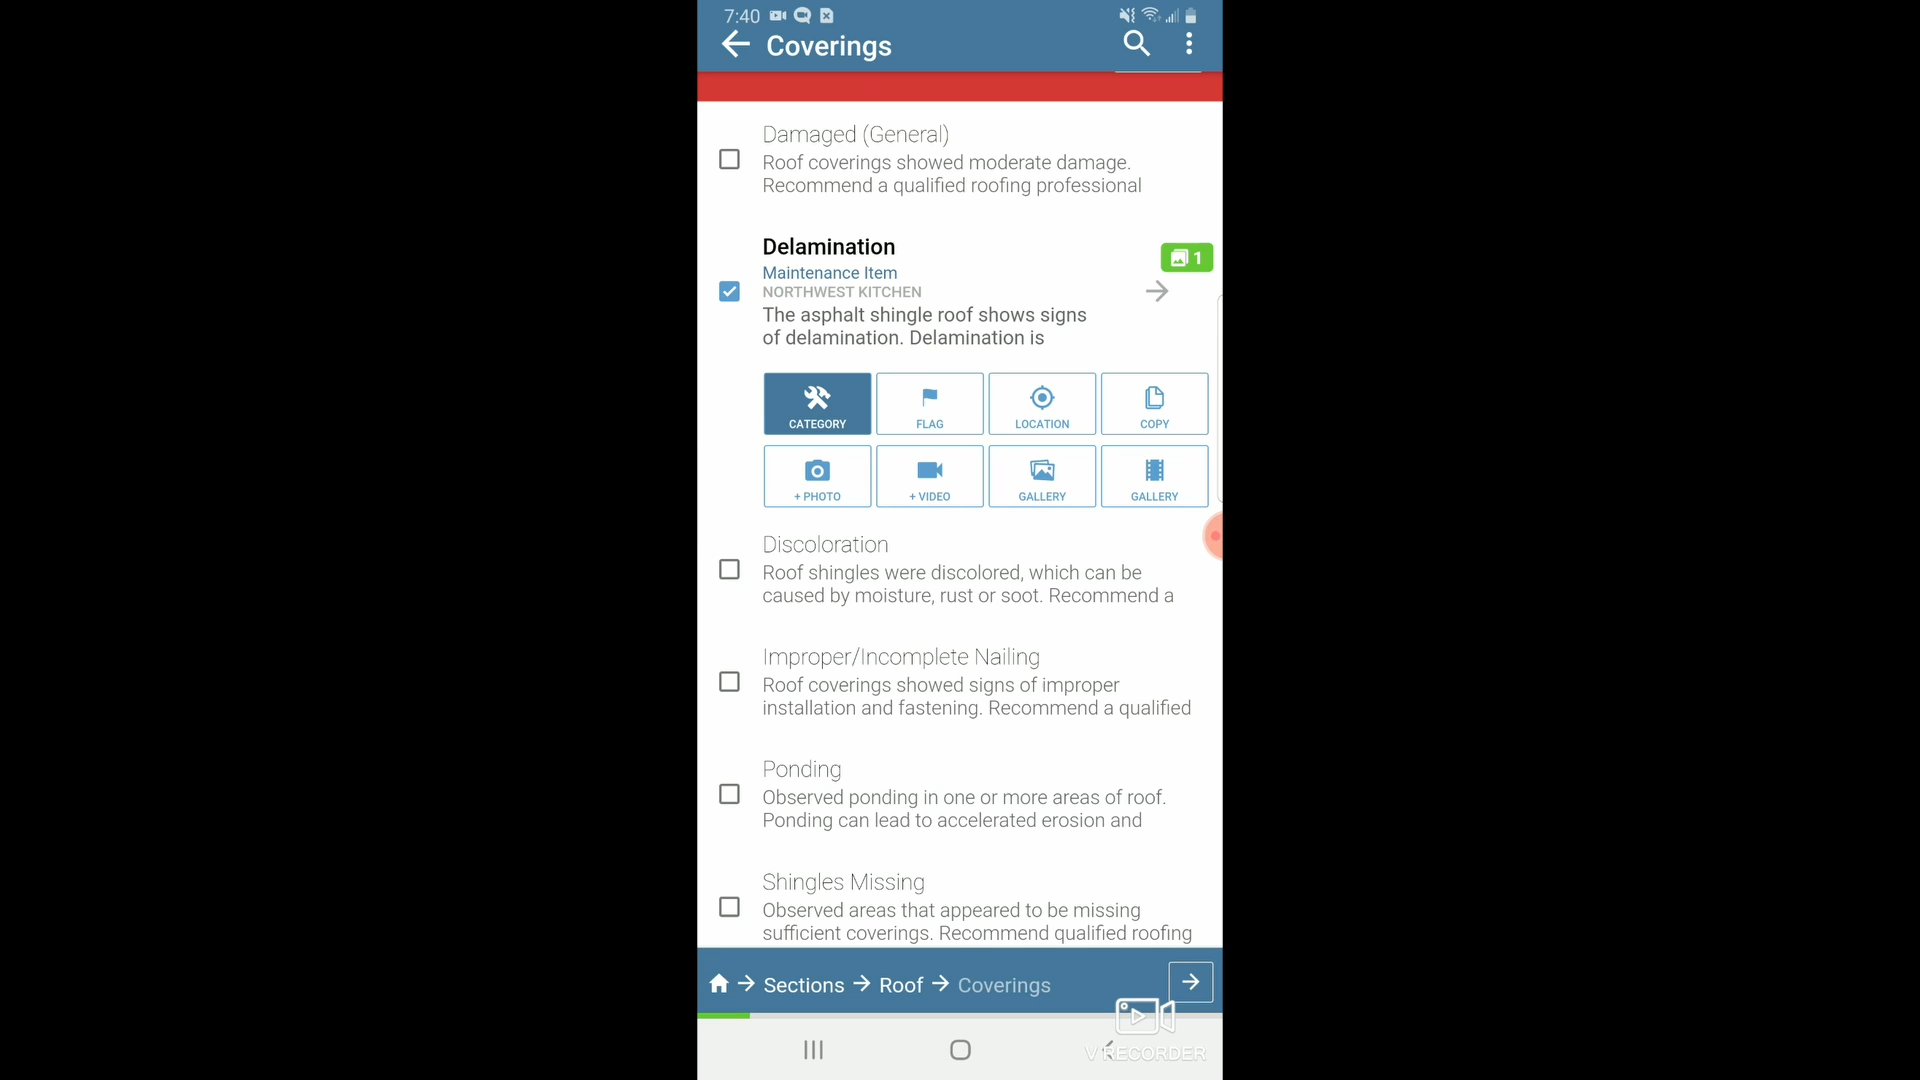 7:40
Coverings
Damaged (General)
Roof coverings showed moderate damage.
Recommend a qualified roofing professional
Delamination
1
Maintenance Item
NORTHWEST KITCHEN
The asphalt shingle roof shows signs
of delamination. Delamination is
CATEGORY
FLAG
LOCATION
COPY
+ PHOTO
+ VIDEO
GALLERY
GALLERY
Discoloration
Roof shingles were discolored, which can be
caused by moisture, rust or soot. Recommend a
Improper/Incomplete Nailing
Roof coverings showed signs of improper
installation and fastening. Recommend a qualified
Ponding
Observed ponding in one or more areas of roof.
Ponding can lead to accelerated erosion and
Shingles Missing
Observed areas that appeared to be missing
sufficient coverings. Recommend qualified roofing
Sections → Roof → Coverings
V RECORDER